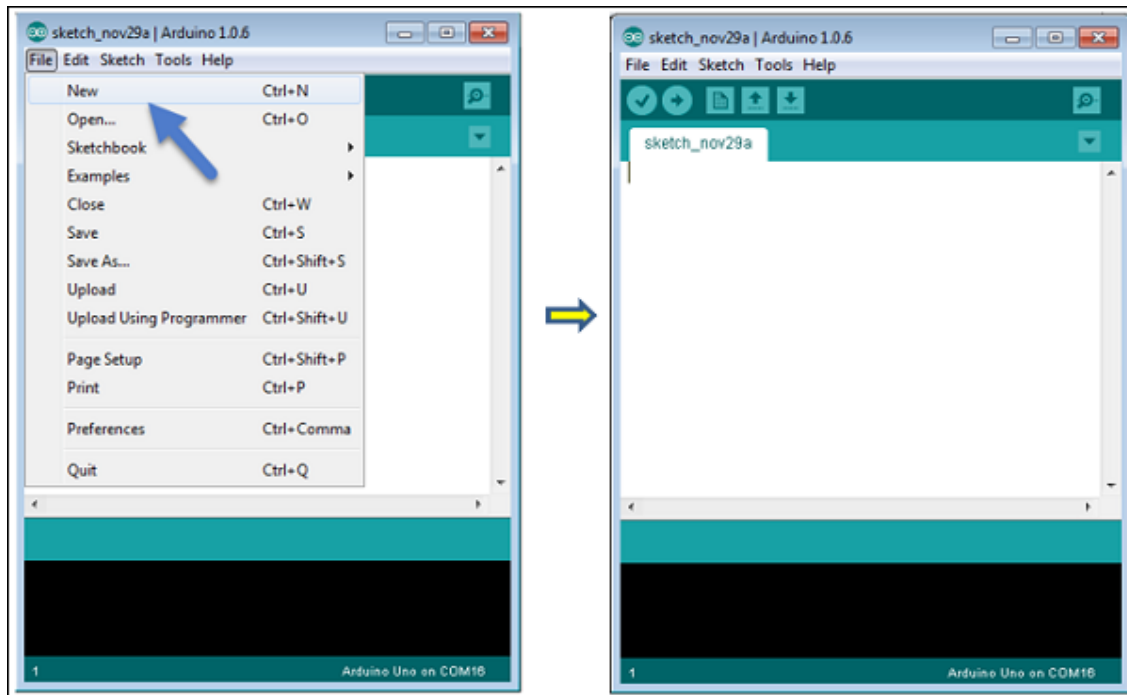 sketch_nov29a | Arduino 1.0.6
File Edit Sketch Tools Help
New Ctrl+N
Open... Ctrl+O
Sketchbook
Examples
Close Ctrl+W
Save Ctrl+S
Save As... Ctrl+Shift+S
Upload Ctrl+U
Upload Using Programmer Ctrl+Shift+U
Page Setup Ctrl+Shift+P
Print Ctrl+P
Preferences Ctrl+Comma
Quit Ctrl+Q
1 Arduino Uno on COM16
sketch_nov29a | Arduino 1.0.6
File Edit Sketch Tools Help
sketch_nov29a
1 Arduino Uno on COM16